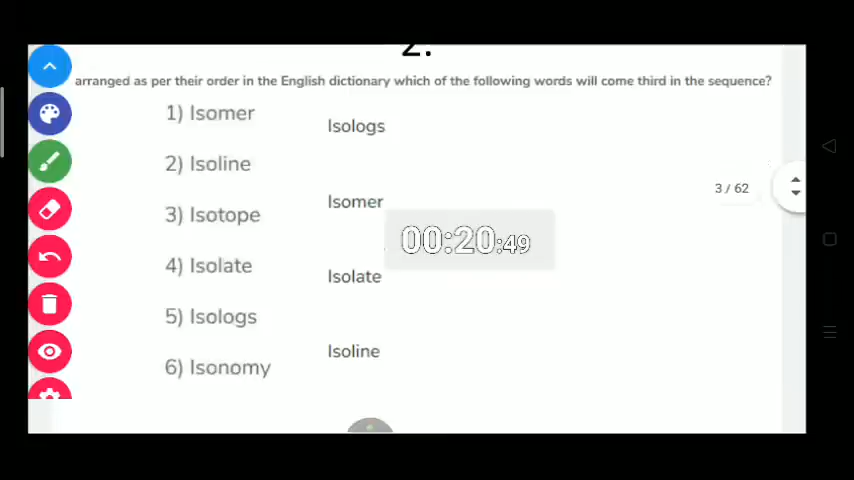 2.
arranged as per their order in the English dictionary which of the following words will come third in the sequence?
1) Isomer
2) Isoline
3) Isotope
4) Isolate
5) Isologs
6) Isonomy
Isologs
Isomer
Isolate
Isoline
00:20:49
3 / 62